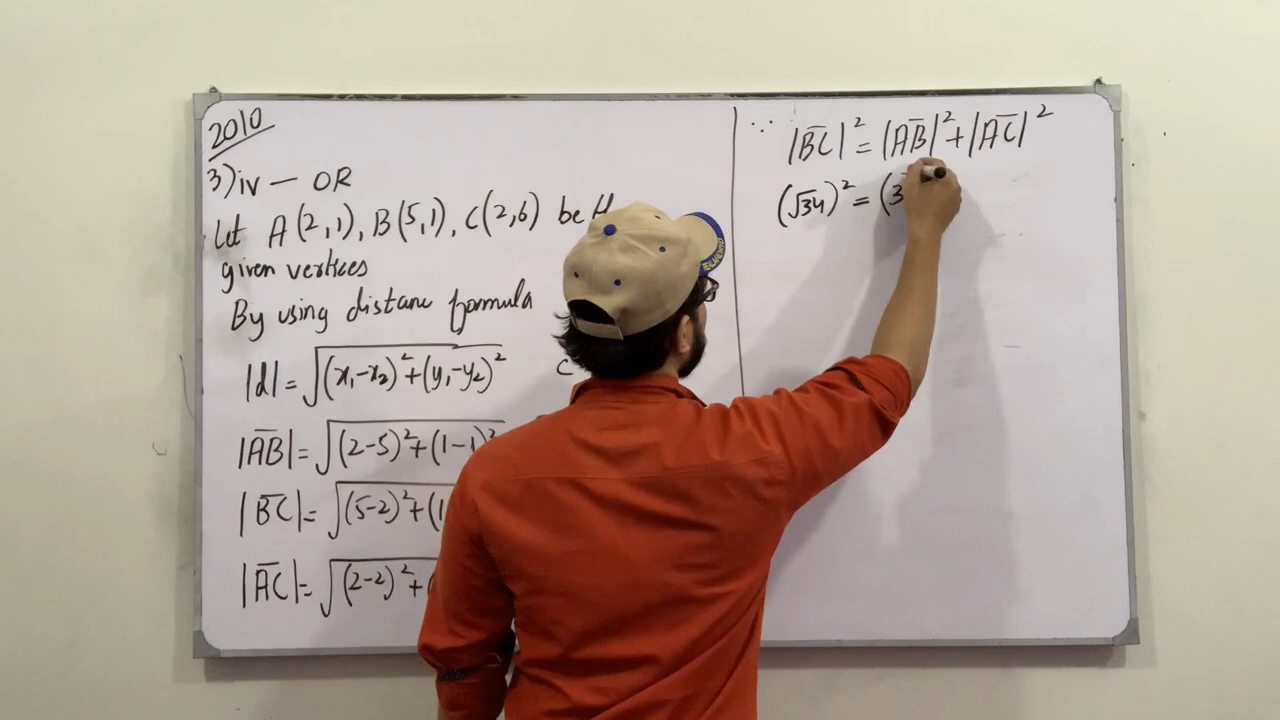 2010
3)iv — OR
Let A(2,1), B(5,1), C(2,6) be
given vertices
By using distanc formula
|d| = √(x₁-x₂)²+(y₁-y₂)²
C
|AB| = √(2-5)²+(1-1)²
|BC| = √(5-2)²+(1
|AC| = √(2-2)²+(
∵ |BC|² = |AB|²+|AC|²
(√34)² = (3